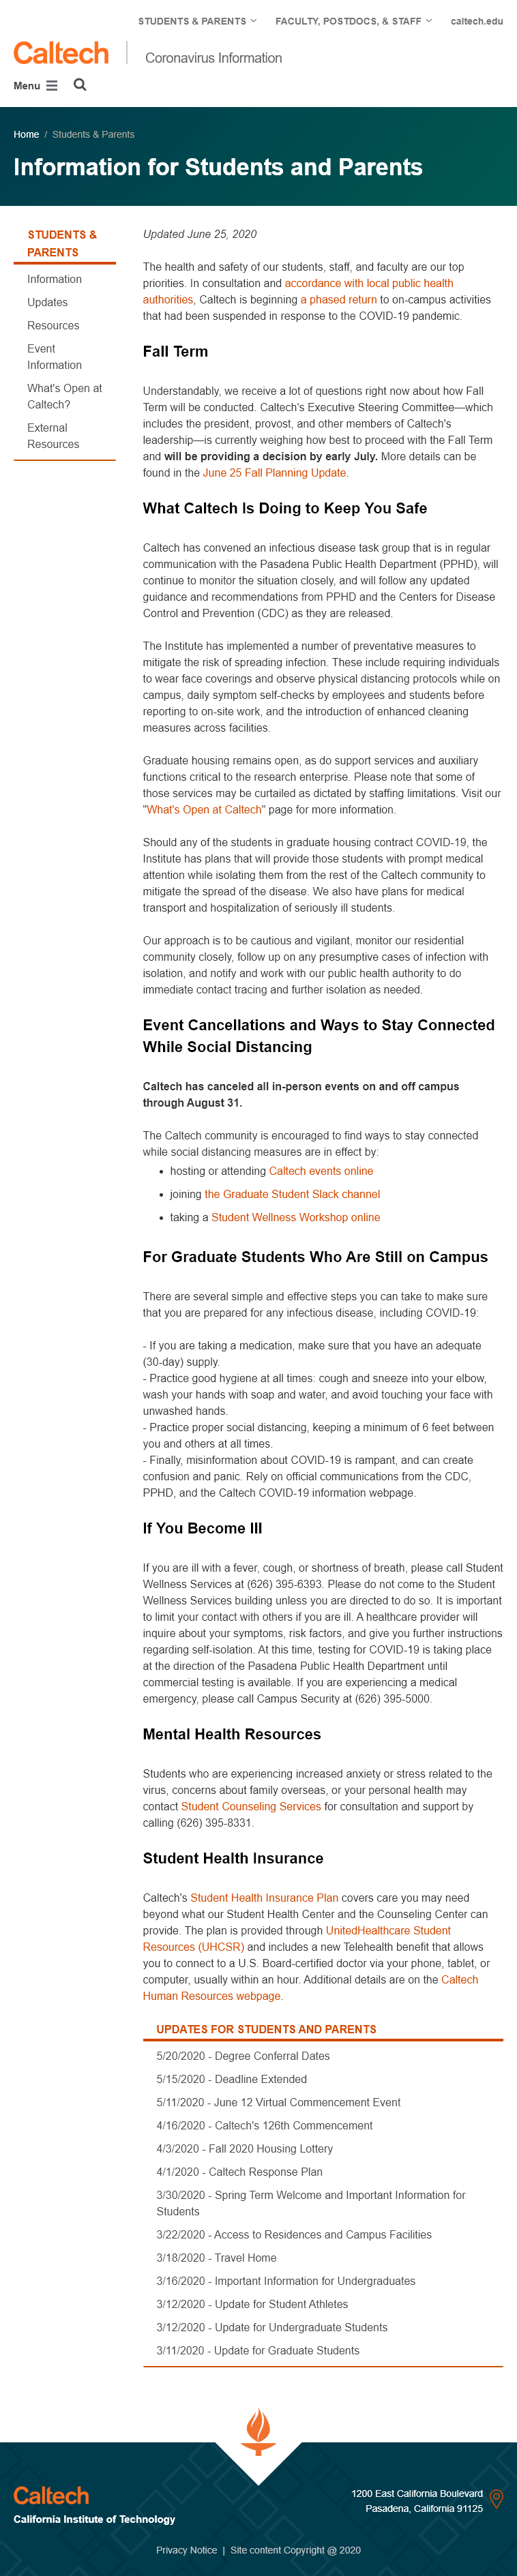 STUDENTS & PARENTS FACULTY, POSTDOCS, & STAFF caltech.edu
Caltech Coronavirus Information
Menu
Home / Students & Parents
Information for Students and Parents
STUDENTS &
PARENTS
Information
Updates
Resources
Event
Information
What's Open at
Caltech?
External
Resources
Updated June 25, 2020
The health and safety of our students, staff, and faculty are our top
priorities. In consultation and accordance with local public health
authorities, Caltech is beginning a phased return to on-campus activities
that had been suspended in response to the COVID-19 pandemic.
Fall Term
Understandably, we receive a lot of questions right now about how Fall
Term will be conducted. Caltech's Executive Steering Committee—which
includes the president, provost, and other members of Caltech's
leadership—is currently weighing how best to proceed with the Fall Term
and will be providing a decision by early July. More details can be
found in the June 25 Fall Planning Update.
What Caltech Is Doing to Keep You Safe
Caltech has convened an infectious disease task group that is in regular
communication with the Pasadena Public Health Department (PPHD), will
continue to monitor the situation closely, and will follow any updated
guidance and recommendations from PPHD and the Centers for Disease
Control and Prevention (CDC) as they are released.
The Institute has implemented a number of preventative measures to
mitigate the risk of spreading infection. These include requiring individuals
to wear face coverings and observe physical distancing protocols while on
campus, daily symptom self-checks by employees and students before
reporting to on-site work, and the introduction of enhanced cleaning
measures across facilities.
Graduate housing remains open, as do support services and auxiliary
functions critical to the research enterprise. Please note that some of
those services may be curtailed as dictated by staffing limitations. Visit our
"What's Open at Caltech" page for more information.
Should any of the students in graduate housing contract COVID-19, the
Institute has plans that will provide those students with prompt medical
attention while isolating them from the rest of the Caltech community to
mitigate the spread of the disease. We also have plans for medical
transport and hospitalization of seriously ill students.
Our approach is to be cautious and vigilant, monitor our residential
community closely, follow up on any presumptive cases of infection with
isolation, and notify and work with our public health authority to do
immediate contact tracing and further isolation as needed.
Event Cancellations and Ways to Stay Connected
While Social Distancing
Caltech has canceled all in-person events on and off campus
through August 31.
The Caltech community is encouraged to find ways to stay connected
while social distancing measures are in effect by:
• hosting or attending Caltech events online
• joining the Graduate Student Slack channel
• taking a Student Wellness Workshop online
For Graduate Students Who Are Still on Campus
There are several simple and effective steps you can take to make sure
that you are prepared for any infectious disease, including COVID-19:
- If you are taking a medication, make sure that you have an adequate
(30-day) supply.
- Practice good hygiene at all times: cough and sneeze into your elbow,
wash your hands with soap and water, and avoid touching your face with
unwashed hands.
- Practice proper social distancing, keeping a minimum of 6 feet between
you and others at all times.
- Finally, misinformation about COVID-19 is rampant, and can create
confusion and panic. Rely on official communications from the CDC,
PPHD, and the Caltech COVID-19 information webpage.
If You Become Ill
If you are ill with a fever, cough, or shortness of breath, please call Student
Wellness Services at (626) 395-6393. Please do not come to the Student
Wellness Services building unless you are directed to do so. It is important
to limit your contact with others if you are ill. A healthcare provider will
inquire about your symptoms, risk factors, and give you further instructions
regarding self-isolation. At this time, testing for COVID-19 is taking place
at the direction of the Pasadena Public Health Department until
commercial testing is available. If you are experiencing a medical
emergency, please call Campus Security at (626) 395-5000.
Mental Health Resources
Students who are experiencing increased anxiety or stress related to the
virus, concerns about family overseas, or your personal health may
contact Student Counseling Services for consultation and support by
calling (626) 395-8331.
Student Health Insurance
Caltech's Student Health Insurance Plan covers care you may need
beyond what our Student Health Center and the Counseling Center can
provide. The plan is provided through UnitedHealthcare Student
Resources (UHCSR) and includes a new Telehealth benefit that allows
you to connect to a U.S. Board-certified doctor via your phone, tablet, or
computer, usually within an hour. Additional details are on the Caltech
Human Resources webpage.
UPDATES FOR STUDENTS AND PARENTS
5/20/2020 - Degree Conferral Dates
5/15/2020 - Deadline Extended
5/11/2020 - June 12 Virtual Commencement Event
4/16/2020 - Caltech's 126th Commencement
4/3/2020 - Fall 2020 Housing Lottery
4/1/2020 - Caltech Response Plan
3/30/2020 - Spring Term Welcome and Important Information for
Students
3/22/2020 - Access to Residences and Campus Facilities
3/18/2020 - Travel Home
3/16/2020 - Important Information for Undergraduates
3/12/2020 - Update for Student Athletes
3/12/2020 - Update for Undergraduate Students
3/11/2020 - Update for Graduate Students
Caltech
California Institute of Technology
1200 East California Boulevard
Pasadena, California 91125
Privacy Notice | Site content Copyright @ 2020